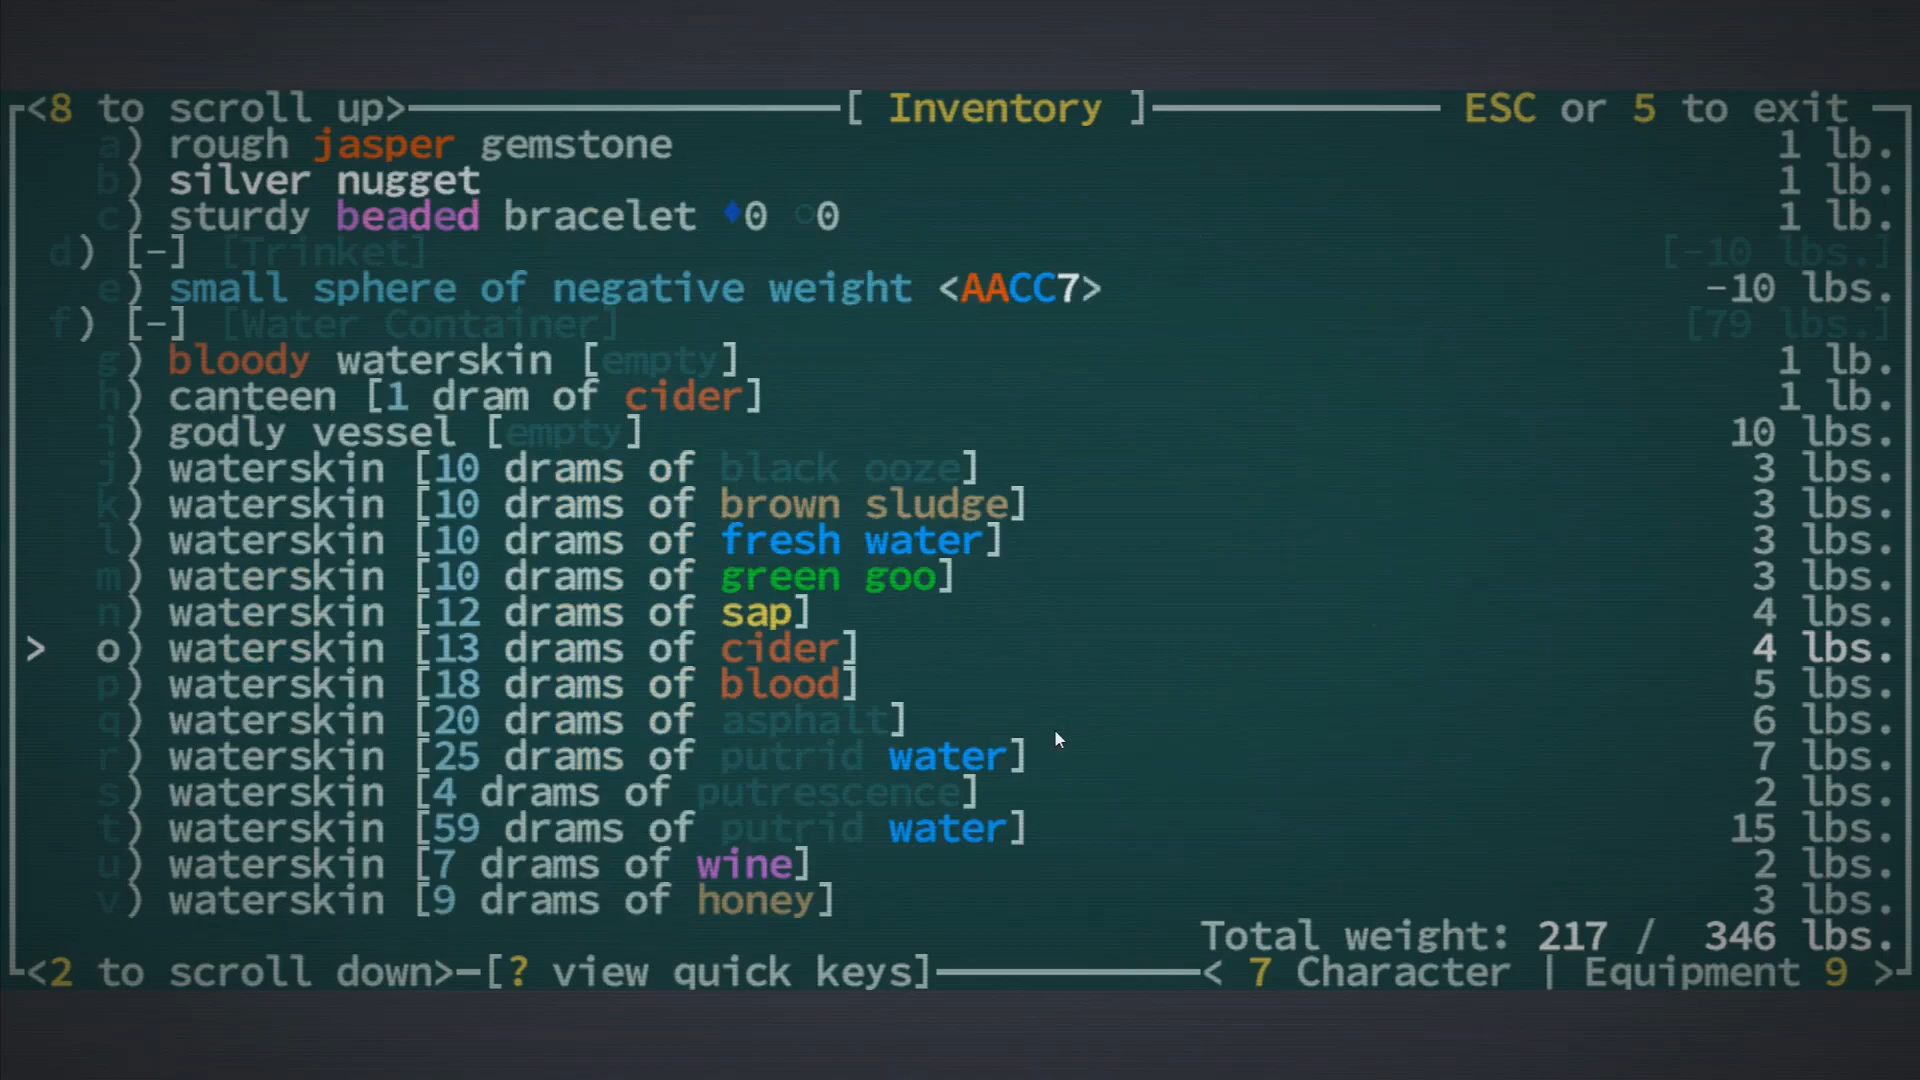 <8 to scroll up> [ Inventory ] ESC or 5 to exit
a) rough jasper gemstone 1 lb.
b) silver nugget 1 lb.
c) sturdy beaded bracelet ♦0 ○0 1 lb.
d) [-] [Trinket] [-10 lbs.]
e) small sphere of negative weight <AACC7> -10 lbs.
f) [-] [Water Container] [79 lbs.]
g) bloody waterskin [empty] 1 lb.
h) canteen [1 dram of cider] 1 lb.
i) godly vessel [empty] 10 lbs.
j) waterskin [10 drams of black ooze] 3 lbs.
k) waterskin [10 drams of brown sludge] 3 lbs.
l) waterskin [10 drams of fresh water] 3 lbs.
m) waterskin [10 drams of green goo] 3 lbs.
n) waterskin [12 drams of sap] 4 lbs.
> o) waterskin [13 drams of cider] 4 lbs.
p) waterskin [18 drams of blood] 5 lbs.
q) waterskin [20 drams of asphalt] 6 lbs.
r) waterskin [25 drams of putrid water] 7 lbs.
s) waterskin [4 drams of putrescence] 2 lbs.
t) waterskin [59 drams of putrid water] 15 lbs.
u) waterskin [7 drams of wine] 2 lbs.
v) waterskin [9 drams of honey] 3 lbs.
Total weight: 217 / 346 lbs.
<2 to scroll down> [? view quick keys] < 7 Character | Equipment 9 >